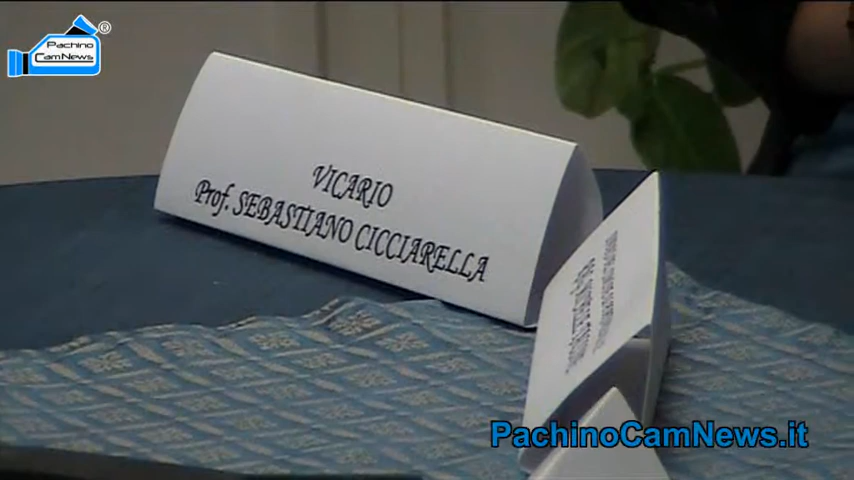 Pachino
CamNews
®
VICARIO
Prof. SEBASTIANO CICCIARELLA
PachinoCamNews.it